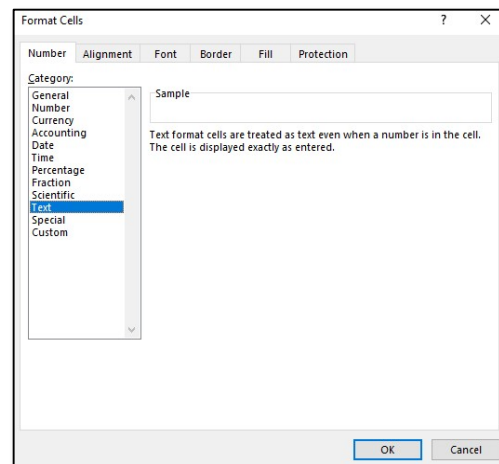 Format Cells ? X
Number Alignment Font Border Fill Protection
Category:
General
Number
Currency
Accounting
Date
Time
Percentage
Fraction
Scientific
Text
Special
Custom
Sample
Text format cells are treated as text even when a number is in the cell.
The cell is displayed exactly as entered.
OK Cancel